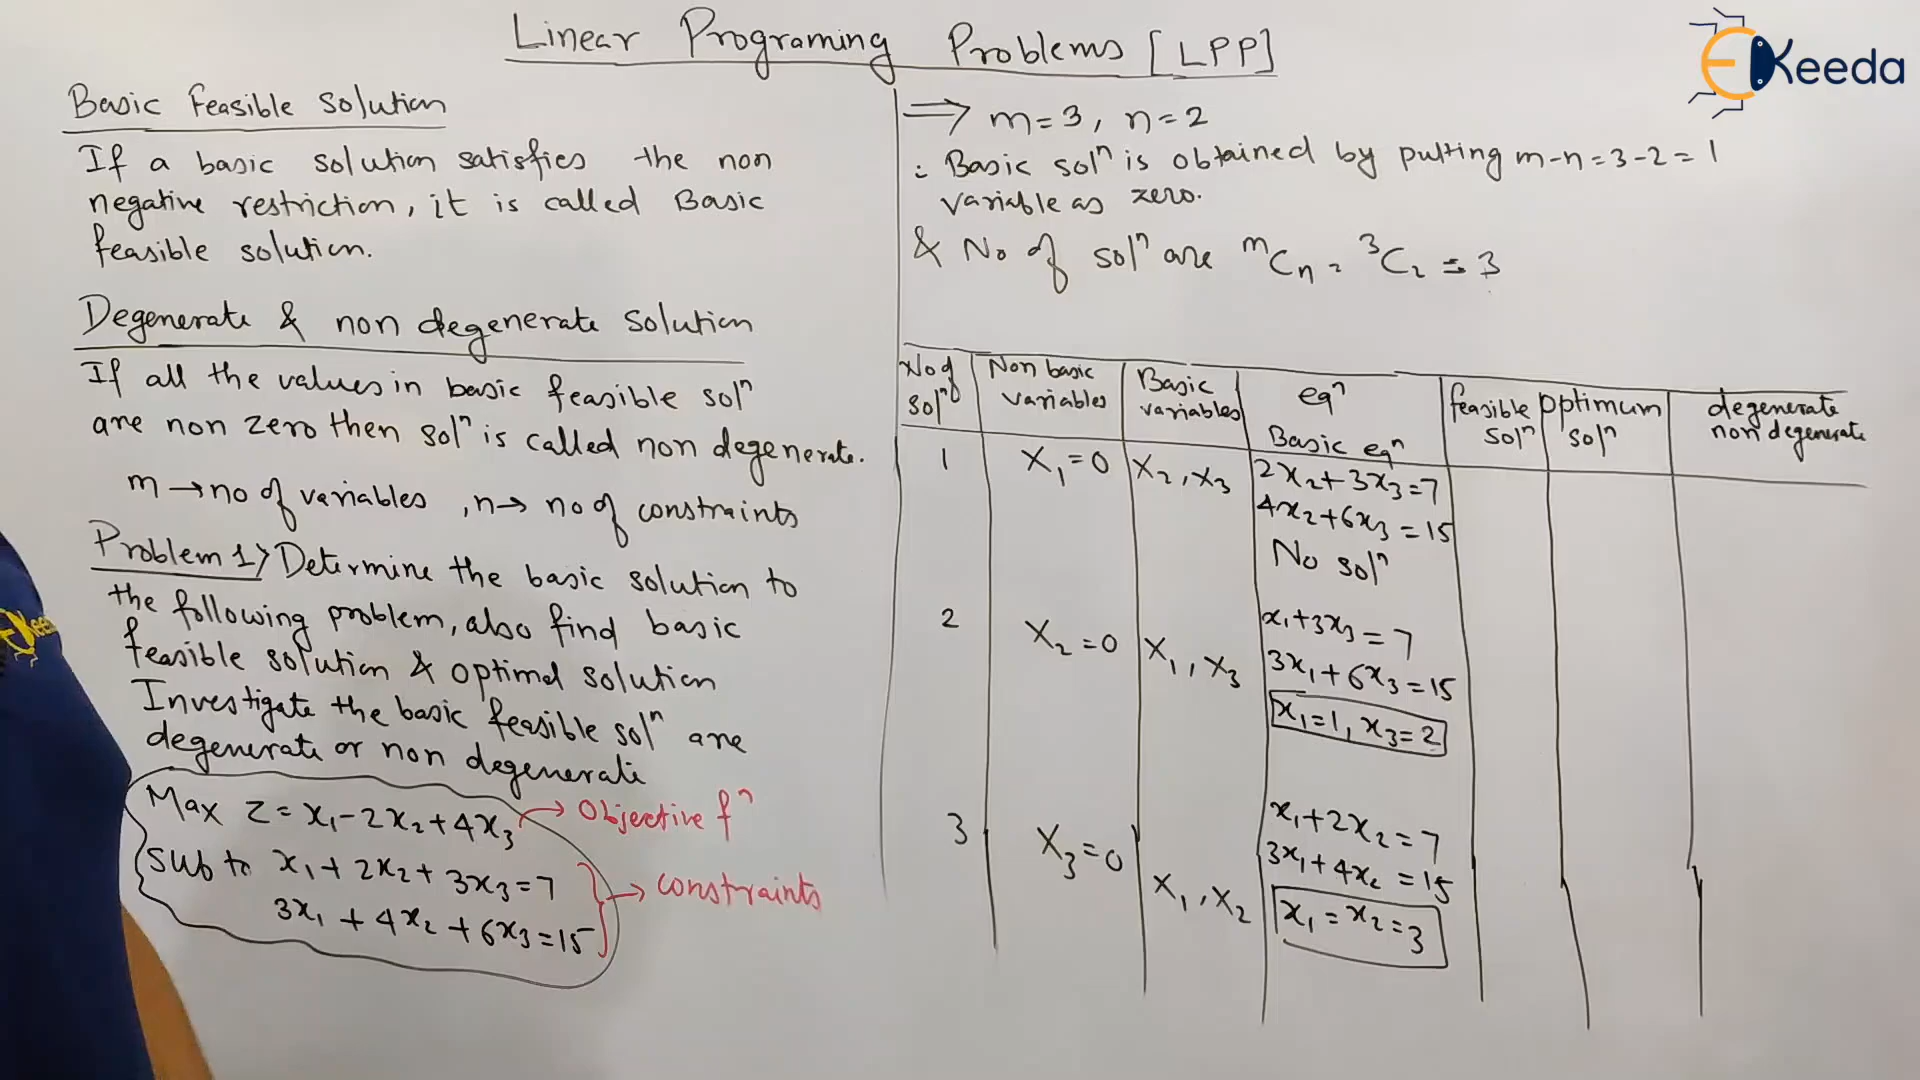 Linear Programing Problems [LPP]
EKeeda
Basic Feasible Solution
If a basic solution satisfies the non
negative restriction, it is called Basic
feasible solution.
Degenerate & non degenerate solution
If all the values in basic feasible solⁿ
are non zero then solⁿ is called non degenerate.
m → no of variables , n → no of constraints
Problem 1) Determine the basic solution to
the following problem, also find basic
feasible solution & optimal solution
Investigate the basic feasible solⁿ are
degenerate or non degenerate
Max Z = x₁ - 2x₂ + 4x₃ → Objective fⁿ
Sub to x₁ + 2x₂ + 3x₃ = 7
3x₁ + 4x₂ + 6x₃ = 15
→ constraints
⇒ m = 3, n = 2
∴ Basic solⁿ is obtained by putting m-n = 3-2 = 1
variable as zero.
& No of solⁿ are ᵐCₙ = ³C₂ = 3
No of solⁿ | Non basic variables | Basic variables | eqⁿ Basic eqⁿ | feasible solⁿ | optimum solⁿ | degenerate non degenerate
1 | X₁ = 0 | X₂, X₃ | 2x₂ + 3x₃ = 7
4x₂ + 6x₃ = 15
No solⁿ
2 | X₂ = 0 | X₁, X₃ | x₁ + 3x₃ = 7
3x₁ + 6x₃ = 15
x₁ = 1, x₃ = 2
3 | X₃ = 0 | X₁, X₂ | x₁ + 2x₂ = 7
3x₁ + 4x₂ = 15
x₁ = x₂ = 3